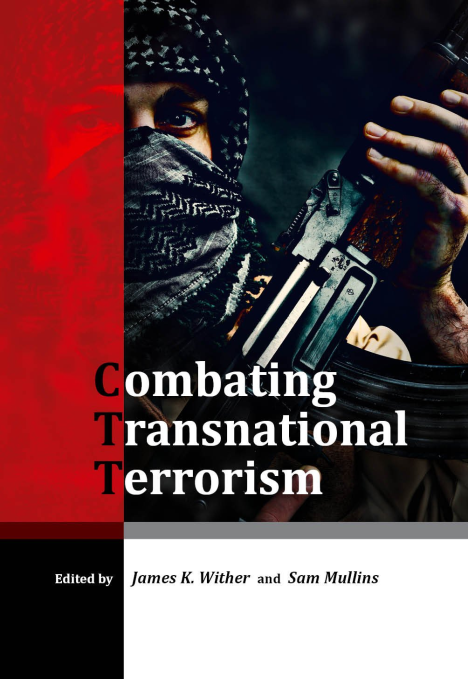 Combating
Transnational
Terrorism
Edited by James K. Wither and Sam Mullins